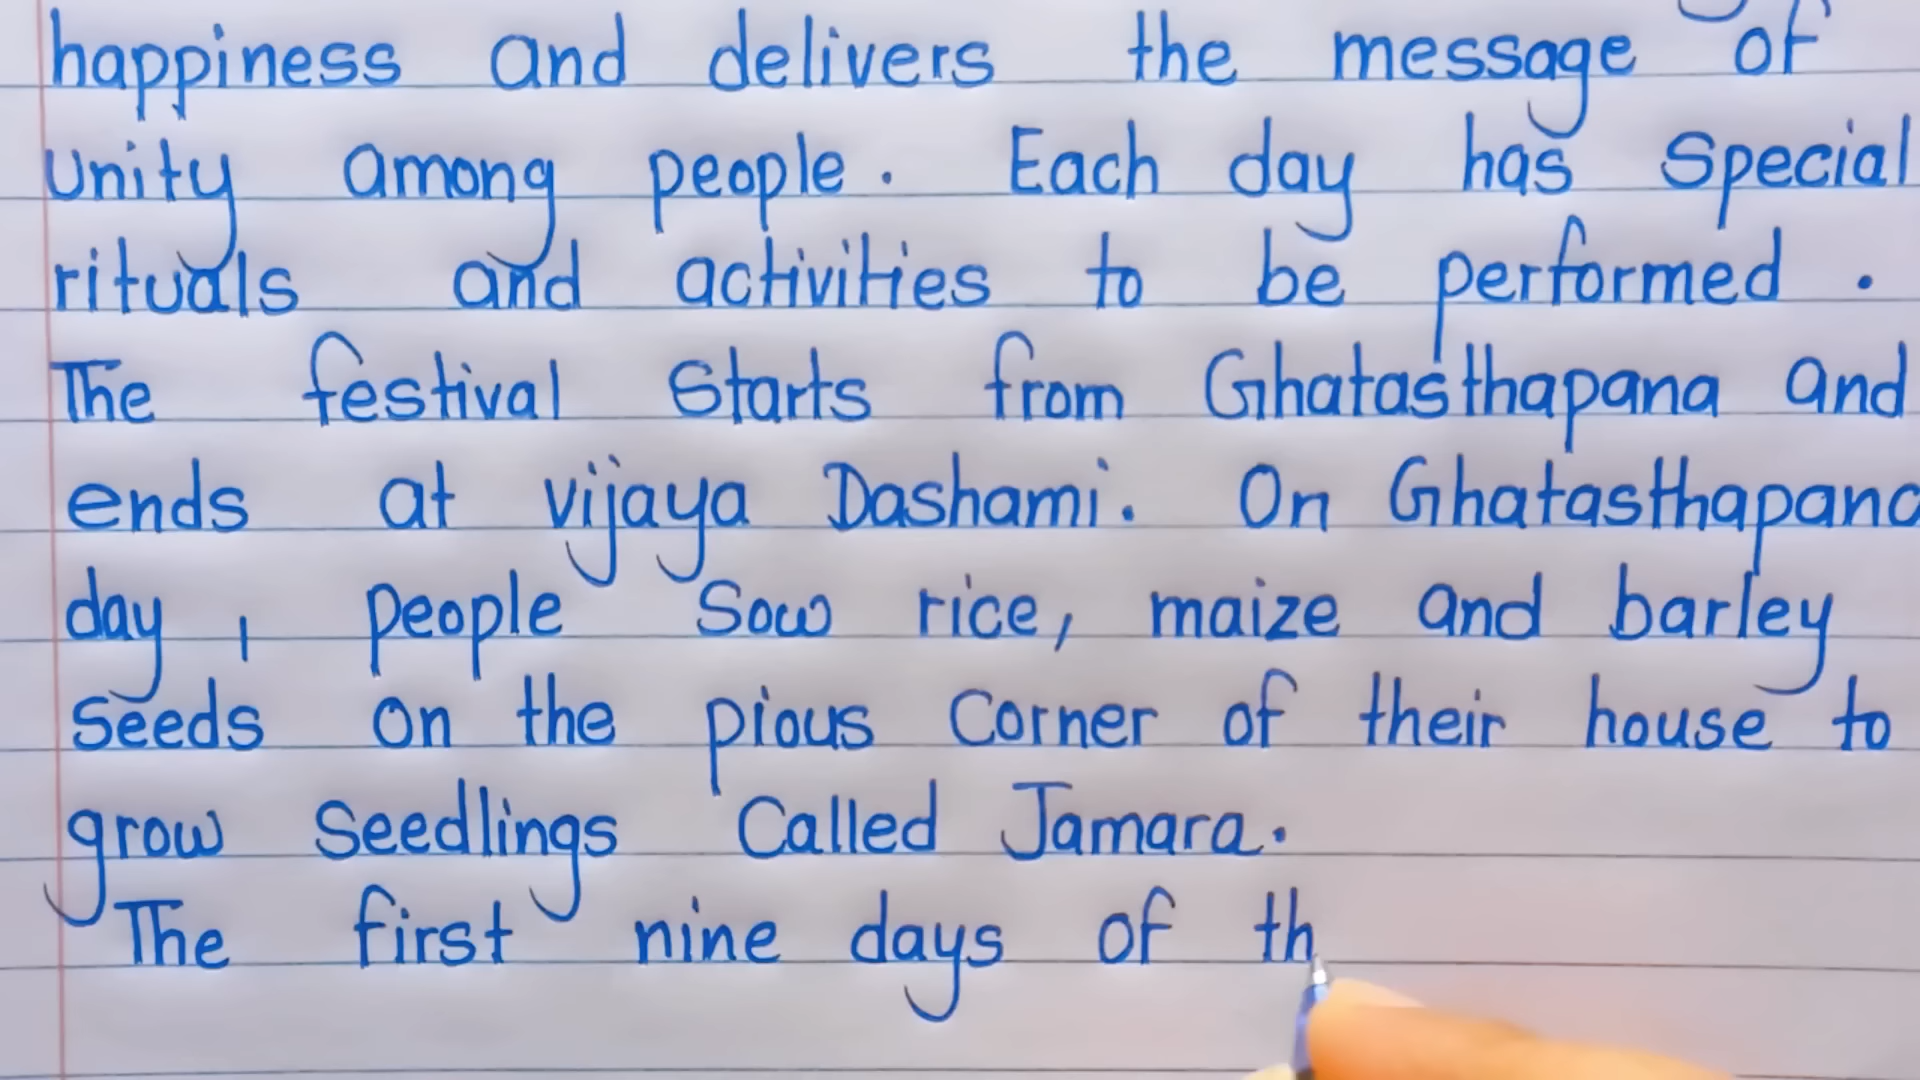 happiness and delivers the message of
unity among people. Each day has special
rituals and activities to be performed.
The festival starts from Ghatasthapana and
ends at vijaya Dashami. On Ghatasthapana
day, people sow rice, maize and barley
seeds on the pious corner of their house to
grow seedlings called Jamara.
The first nine days of th